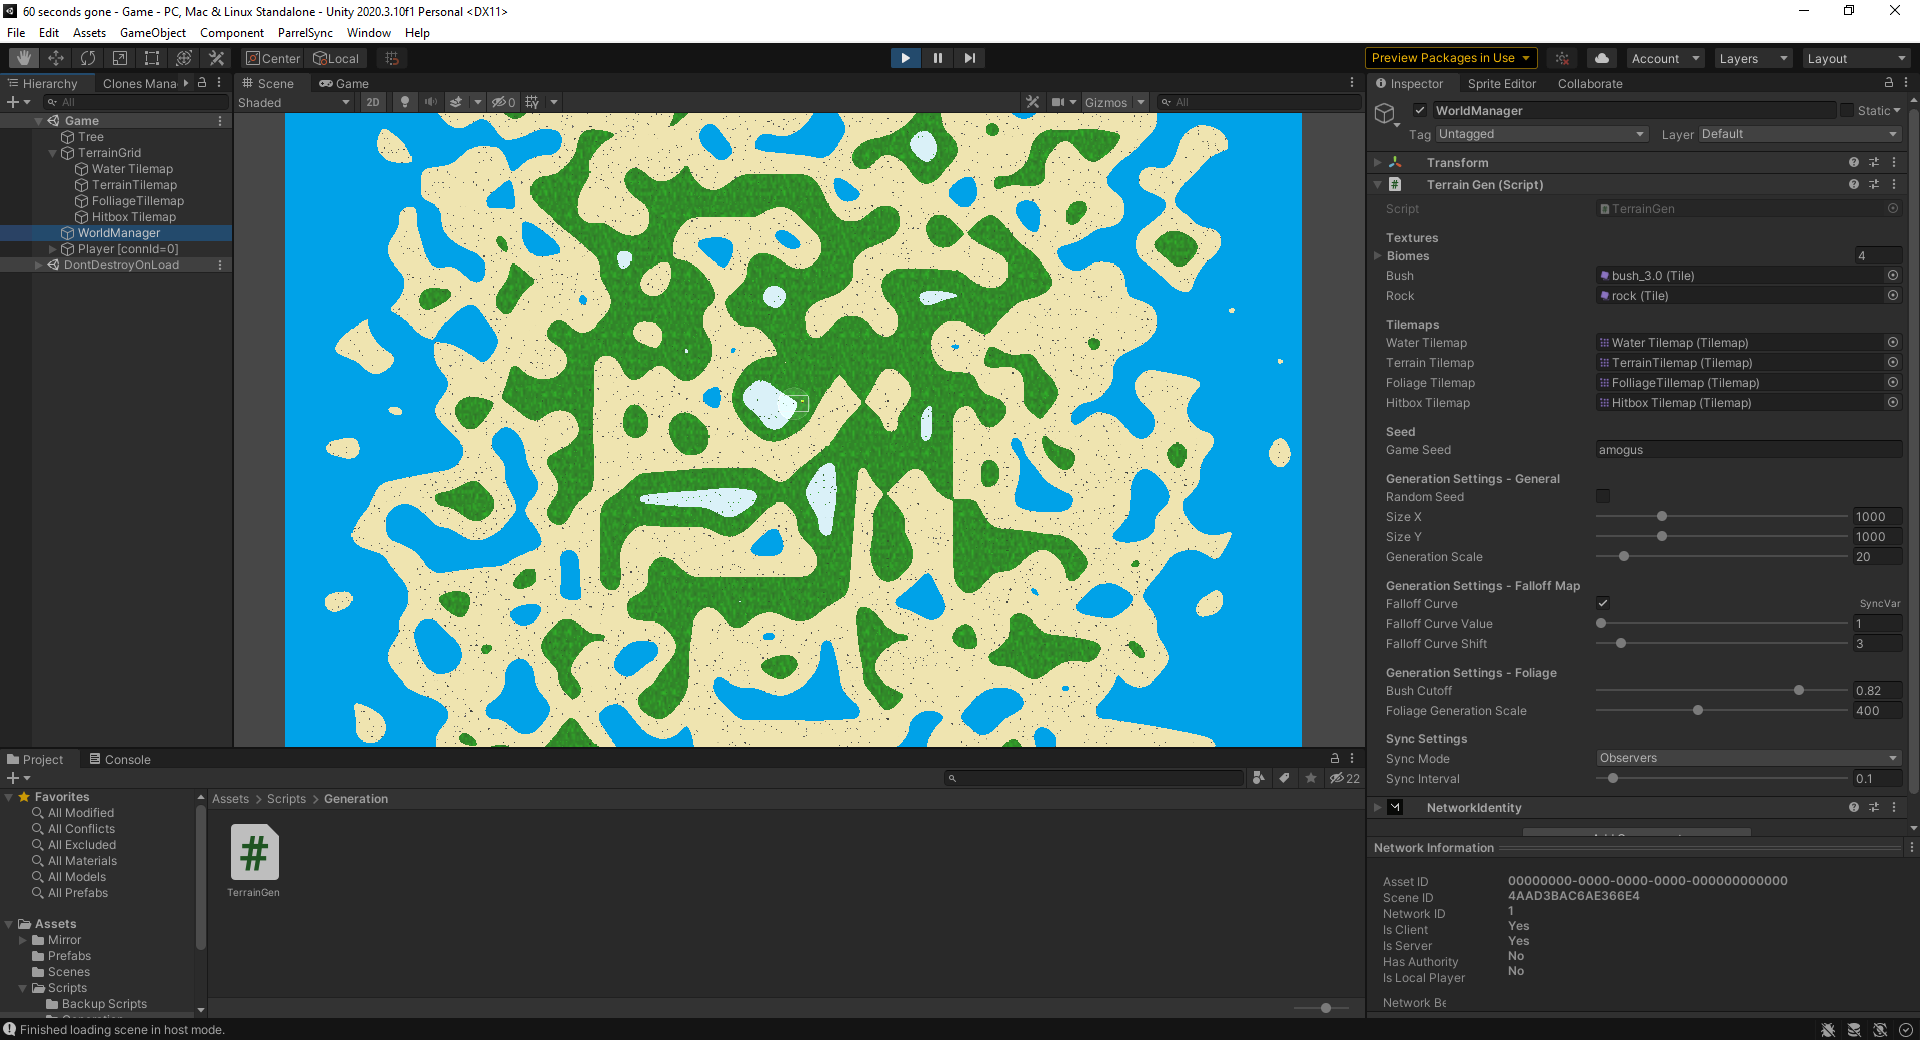 60 seconds gone - Game - PC, Mac & Linux Standalone - Unity 2020.3.10f1 Personal <DX11>
File Edit Assets GameObject Component ParrelSync Window Help
Center Local
Preview Packages in Use
Account
Layers
Layout
Hierarchy Clones Mana
All
Game
Tree
TerrainGrid
Water Tilemap
TerrainTilemap
FolliageTillemap
Hitbox Tilemap
WorldManager
Player [connId=0]
DontDestroyOnLoad
Scene Game
Shaded 2D 0 Gizmos All
Inspector Sprite Editor Collaborate
WorldManager Static
Tag Untagged Layer Default
Transform
Terrain Gen (Script)
Script TerrainGen
Textures
Biomes 4
Bush bush_3.0 (Tile)
Rock rock (Tile)
Tilemaps
Water Tilemap Water Tilemap (Tilemap)
Terrain Tilemap TerrainTilemap (Tilemap)
Foliage Tilemap FolliageTillemap (Tilemap)
Hitbox Tilemap Hitbox Tilemap (Tilemap)
Seed
Game Seed amogus
Generation Settings - General
Random Seed
Size X 1000
Size Y 1000
Generation Scale 20
Generation Settings - Falloff Map
Falloff Curve SyncVar
Falloff Curve Value 1
Falloff Curve Shift 3
Generation Settings - Foliage
Bush Cutoff 0.82
Foliage Generation Scale 400
Sync Settings
Sync Mode Observers
Sync Interval 0.1
NetworkIdentity
Network Information
Asset ID 00000000-0000-0000-0000-000000000000
Scene ID 4AAD3BAC6AE366E4
Network ID 1
Is Client Yes
Is Server Yes
Has Authority No
Is Local Player No
Network Be
Project Console
22
Favorites
All Modified
All Conflicts
All Excluded
All Materials
All Models
All Prefabs
Assets
Mirror
Prefabs
Scenes
Scripts
Backup Scripts
Assets > Scripts > Generation
#
TerrainGen
Finished loading scene in host mode.